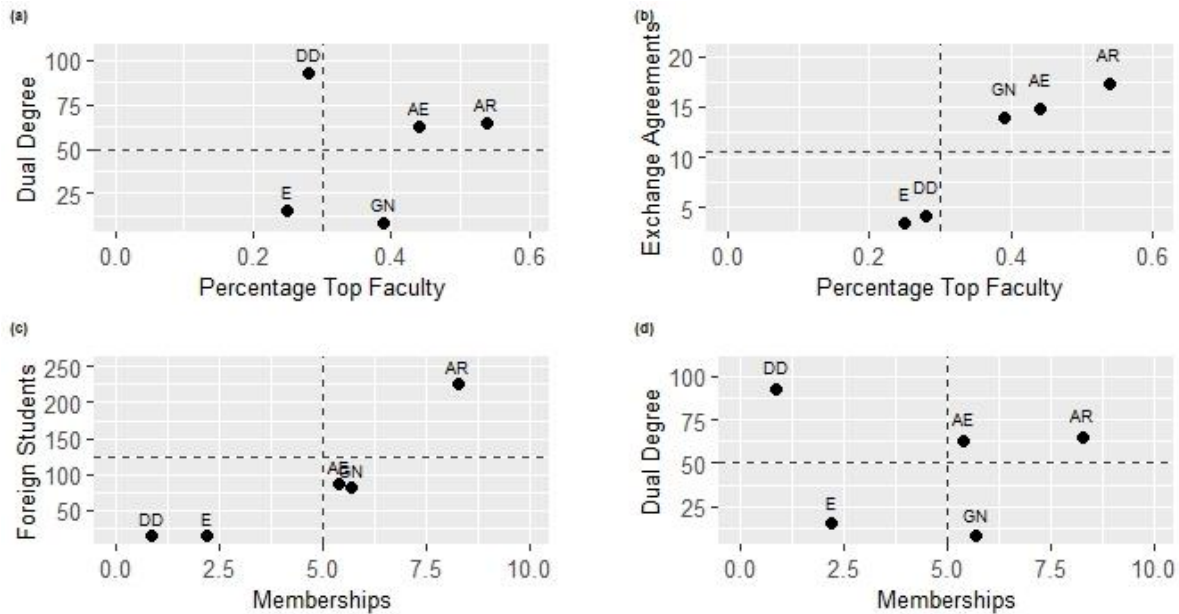 (a)
Dual Degree
100
75
50
25
DD
AE
AR
E
GN
0.0 0.2 0.4 0.6
Percentage Top Faculty
(b)
Exchange Agreements
20
15
10
5
AR
AE
GN
E
DD
0.0 0.2 0.4 0.6
Percentage Top Faculty
(c)
Foreign Students
250
200
150
100
50
AR
AE
GN
DD
E
0.0 2.5 5.0 7.5 10.0
Memberships
(d)
Dual Degree
100
75
50
25
DD
AE
AR
E
GN
0.0 2.5 5.0 7.5 10.0
Memberships